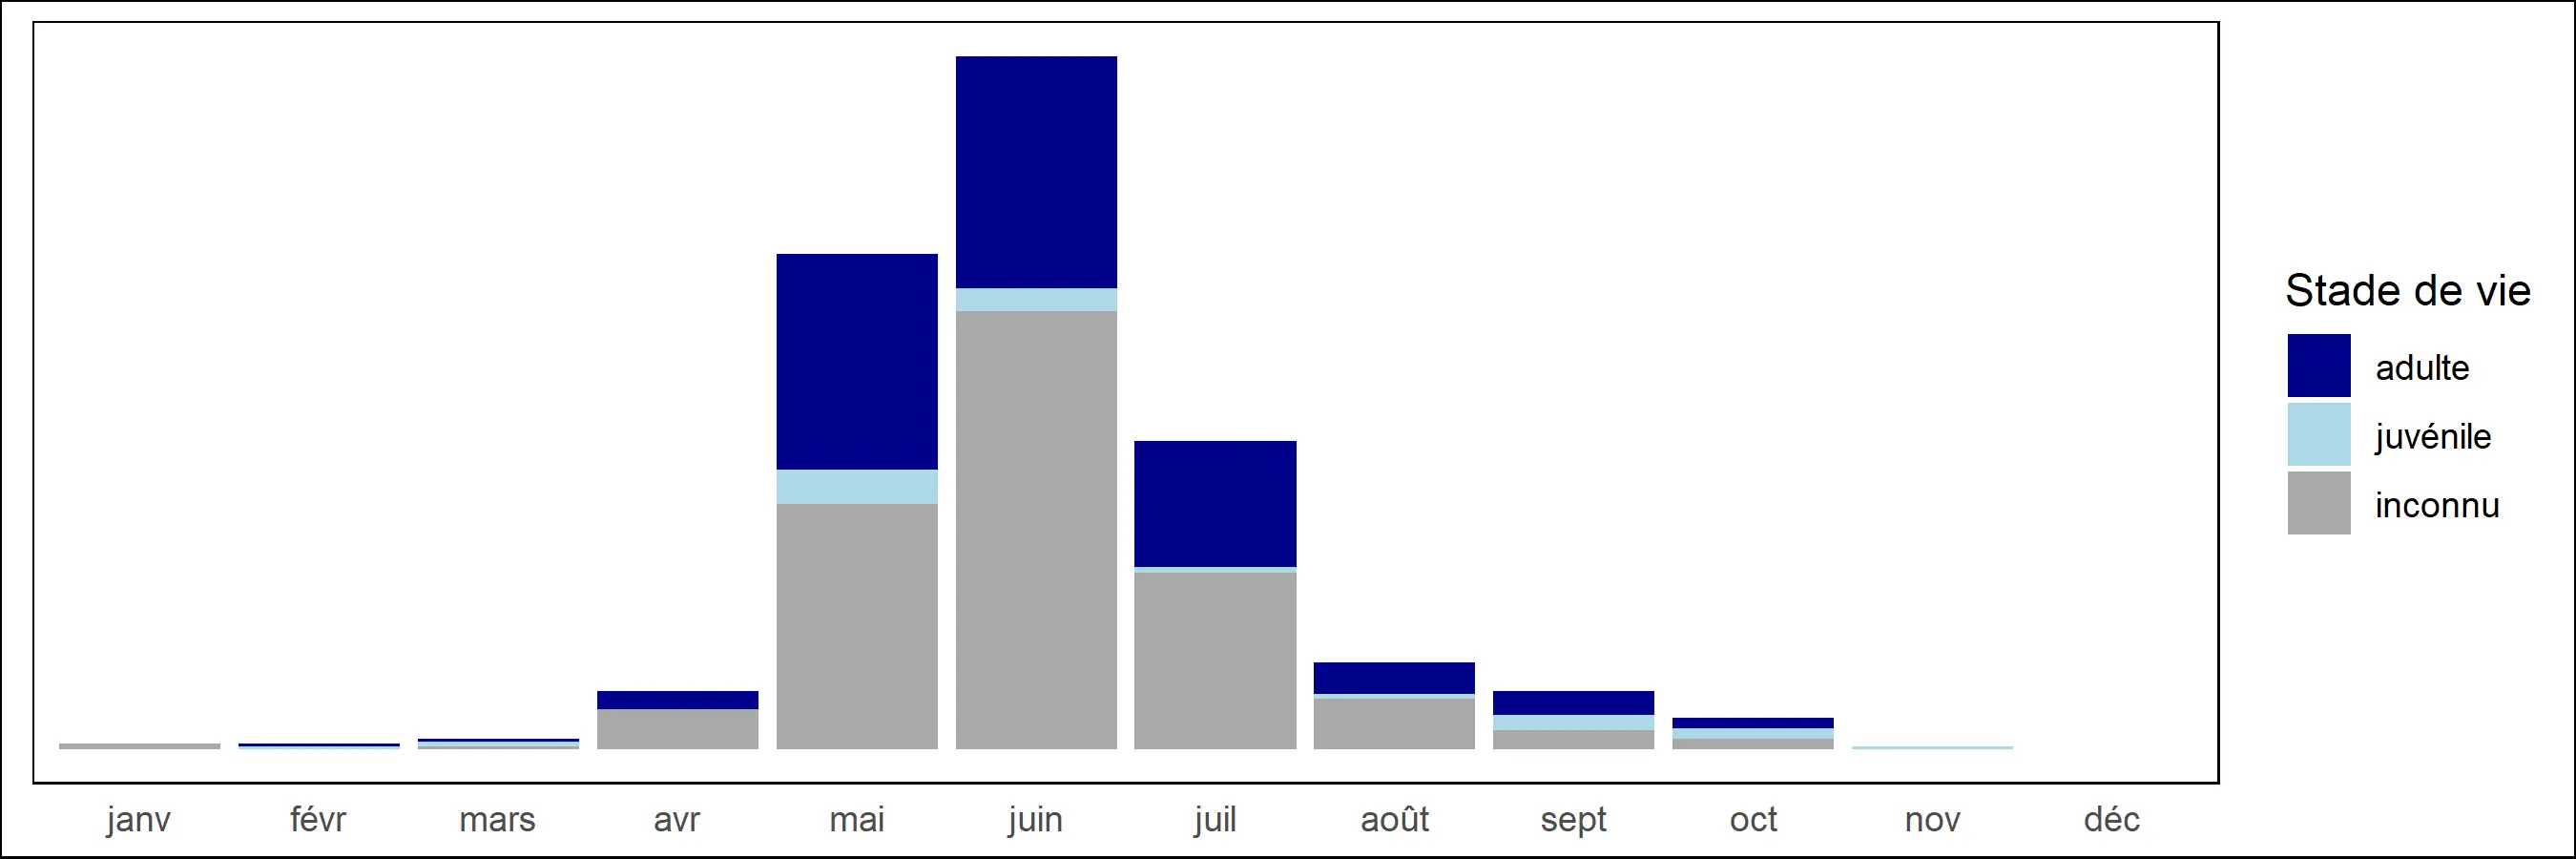 Stade de vie
adulte
juvénile
inconnu
janv févr mars avr mai juin juil août sept oct nov déc